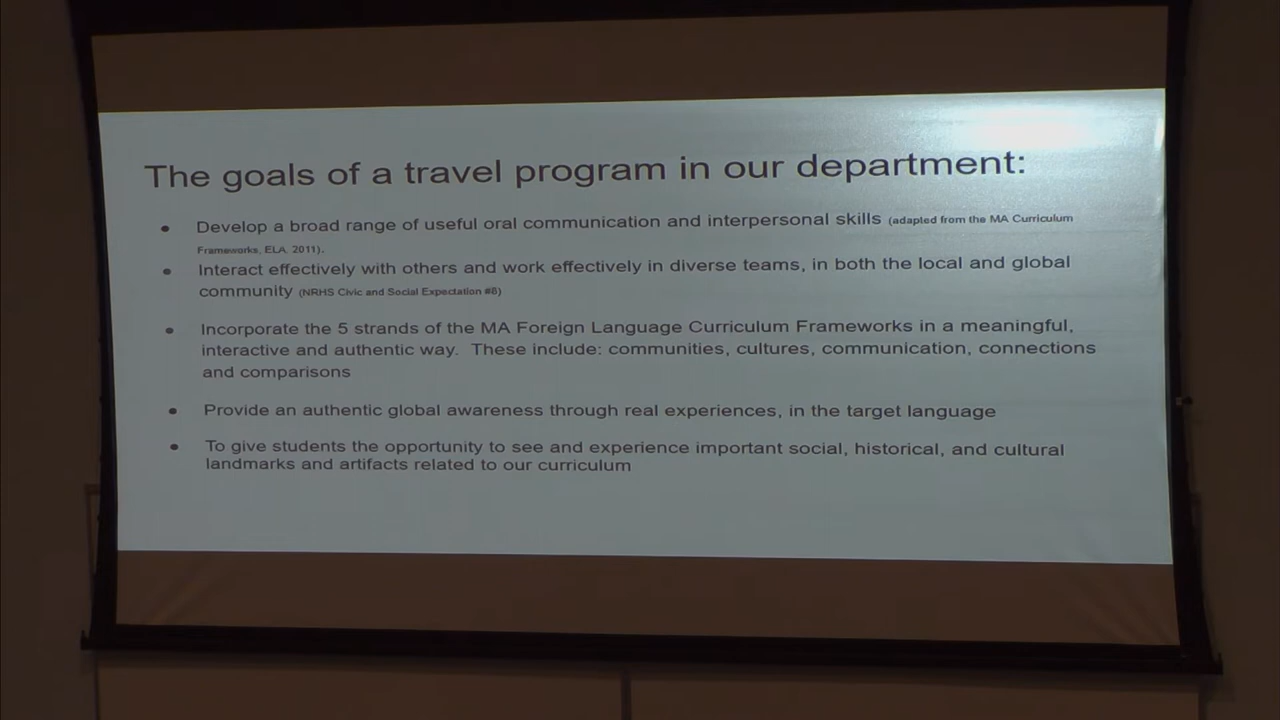 The goals of a travel program in our department:
● Develop a broad range of useful oral communication and interpersonal skills (adapted from the MA Curriculum
Frameworks, ELA, 2011).
● Interact effectively with others and work effectively in diverse teams, in both the local and global
community (NRHS Civic and Social Expectation #6)
● Incorporate the 5 strands of the MA Foreign Language Curriculum Frameworks in a meaningful,
interactive and authentic way. These include: communities, cultures, communication, connections
and comparisons
● Provide an authentic global awareness through real experiences, in the target language
● To give students the opportunity to see and experience important social, historical, and cultural
landmarks and artifacts related to our curriculum